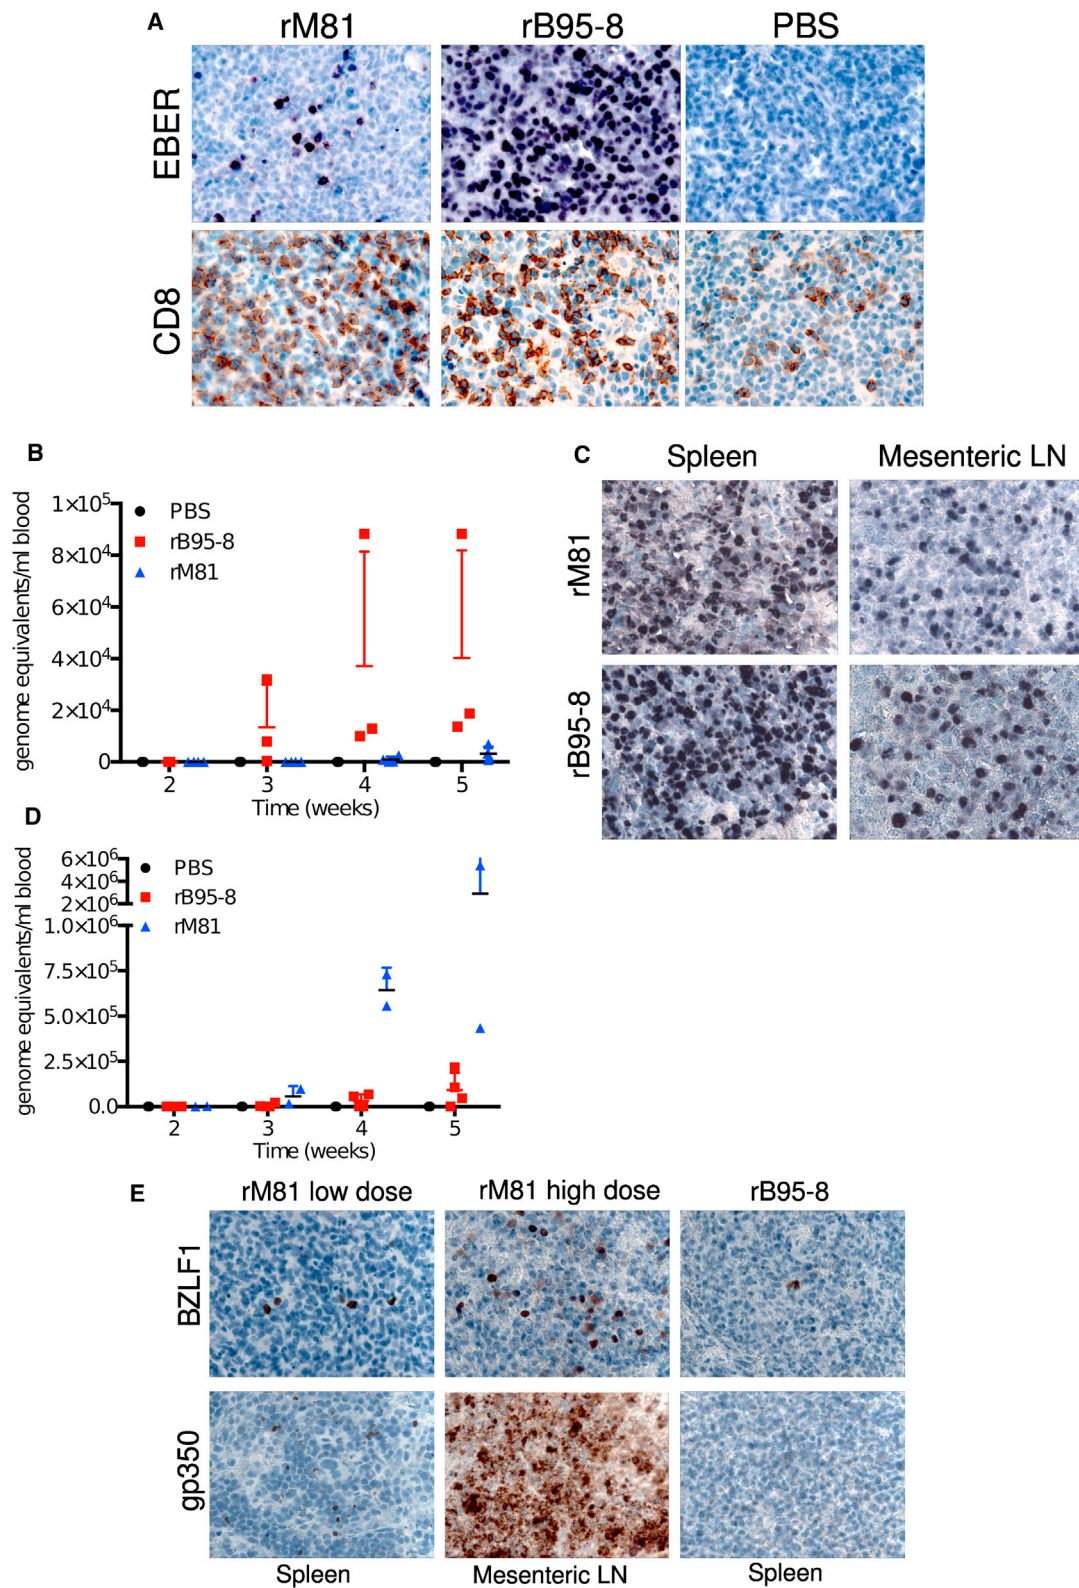 A
rM81 rB95-8 PBS
EBER
CD8
B
genome equivalents/ml blood
1×10⁵
8×10⁴
6×10⁴
4×10⁴
2×10⁴
0
PBS
rB95-8
rM81
2 3 4 5
Time (weeks)
C
Spleen Mesenteric LN
rM81
rB95-8
D
genome equivalents/ml blood
6×10⁶
4×10⁶
2×10⁶
1.0×10⁶
7.5×10⁵
5.0×10⁵
2.5×10⁵
0.0
PBS
rB95-8
rM81
2 3 4 5
Time (weeks)
E
rM81 low dose rM81 high dose rB95-8
BZLF1
gp350
Spleen Mesenteric LN Spleen